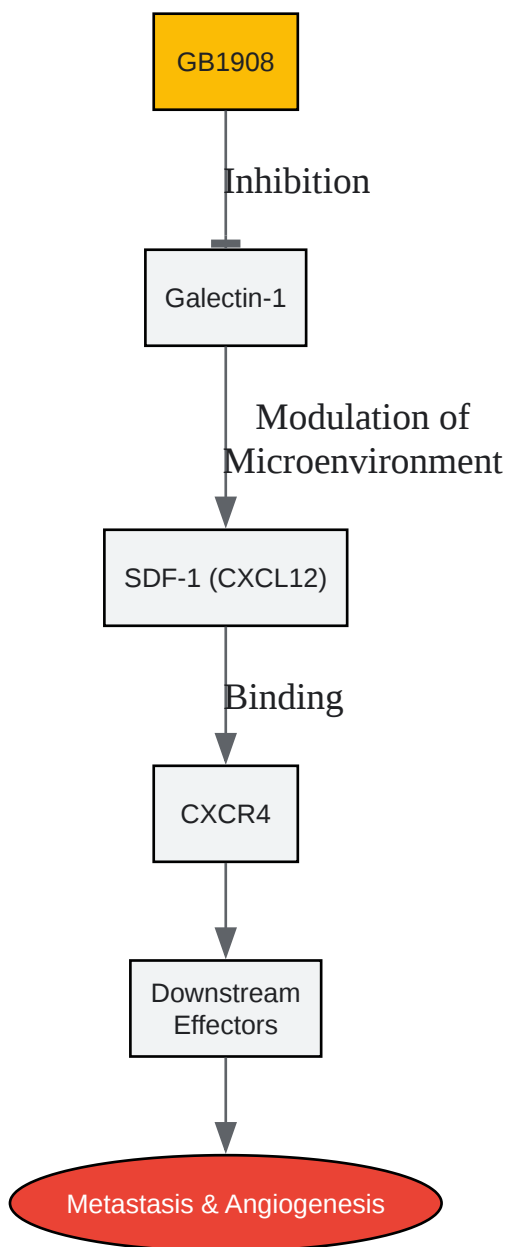 GB1908
Inhibition
Galectin-1
Modulation of
Microenvironment
SDF-1 (CXCL12)
Binding
CXCR4
Downstream
Effectors
Metastasis & Angiogenesis